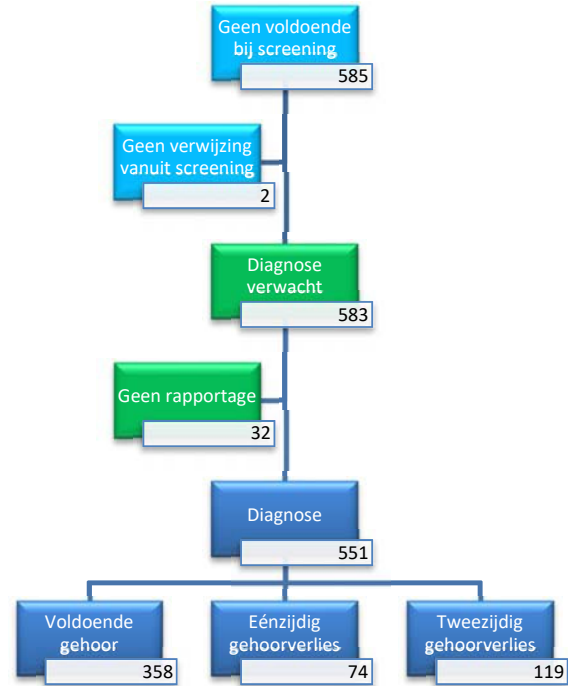 Geen voldoende
bij screening
585
Geen verwijzing
vanuit screening
2
Diagnose
verwacht
583
Geen rapportage
32
Diagnose
551
Voldoende
gehoor
358
Eénzijdig
gehoorverlies
74
Tweezijdig
gehoorverlies
119